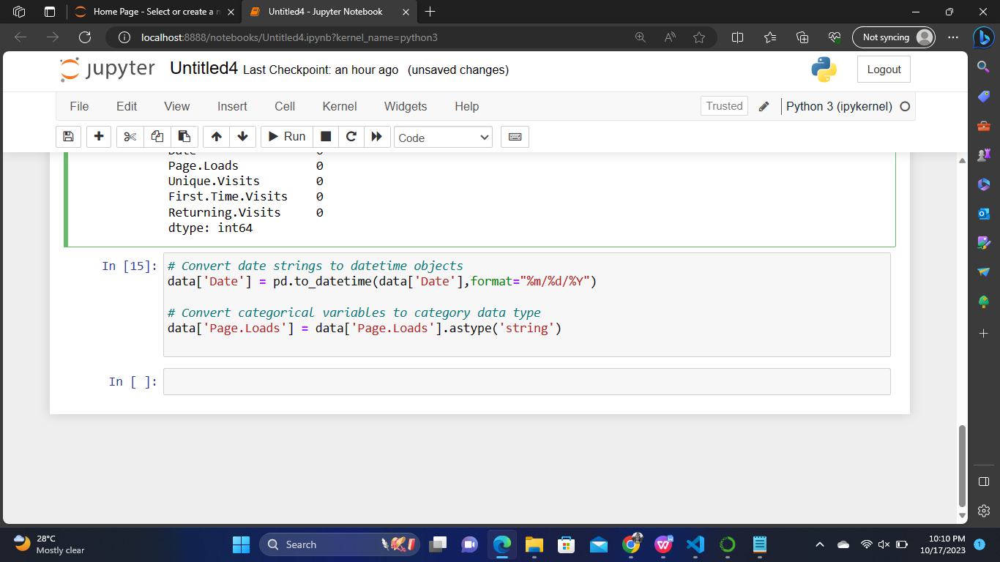 Home Page - Select or create a n
Untitled4 - Jupyter Notebook
localhost:8888/notebooks/Untitled4.ipynb?kernel_name=python3
Not syncing
jupyter Untitled4 Last Checkpoint: an hour ago (unsaved changes)
Logout
File Edit View Insert Cell Kernel Widgets Help
Trusted
Python 3 (ipykernel)
Run
Code
Date 0
Page.Loads 0
Unique.Visits 0
First.Time.Visits 0
Returning.Visits 0
dtype: int64
In [15]: # Convert date strings to datetime objects
data['Date'] = pd.to_datetime(data['Date'],format="%m/%d/%Y")
# Convert categorical variables to category data type
data['Page.Loads'] = data['Page.Loads'].astype('string')
In [ ]:
28°C
Mostly clear
Search
10:10 PM
10/17/2023
1